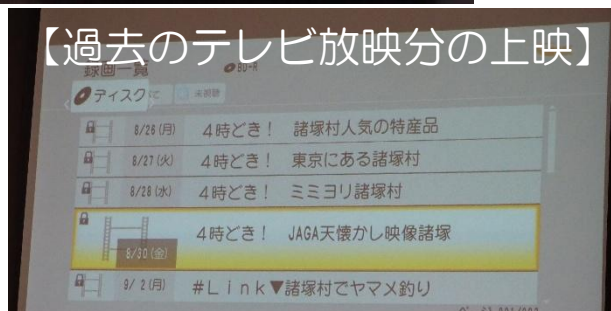 【過去のテレビ放映分の上映】
録画一覧 BD-R
ディスク 未視聴
8/26(月) 4時どき! 諸塚村人気の特産品
8/27(火) 4時どき! 東京にある諸塚村
8/28(水) 4時どき! ミミヨリ諸塚村
8/30(金) 4時どき! JAGA天懐かし映像諸塚
9/ 2(月) #Link▼諸塚村でヤマメ釣り